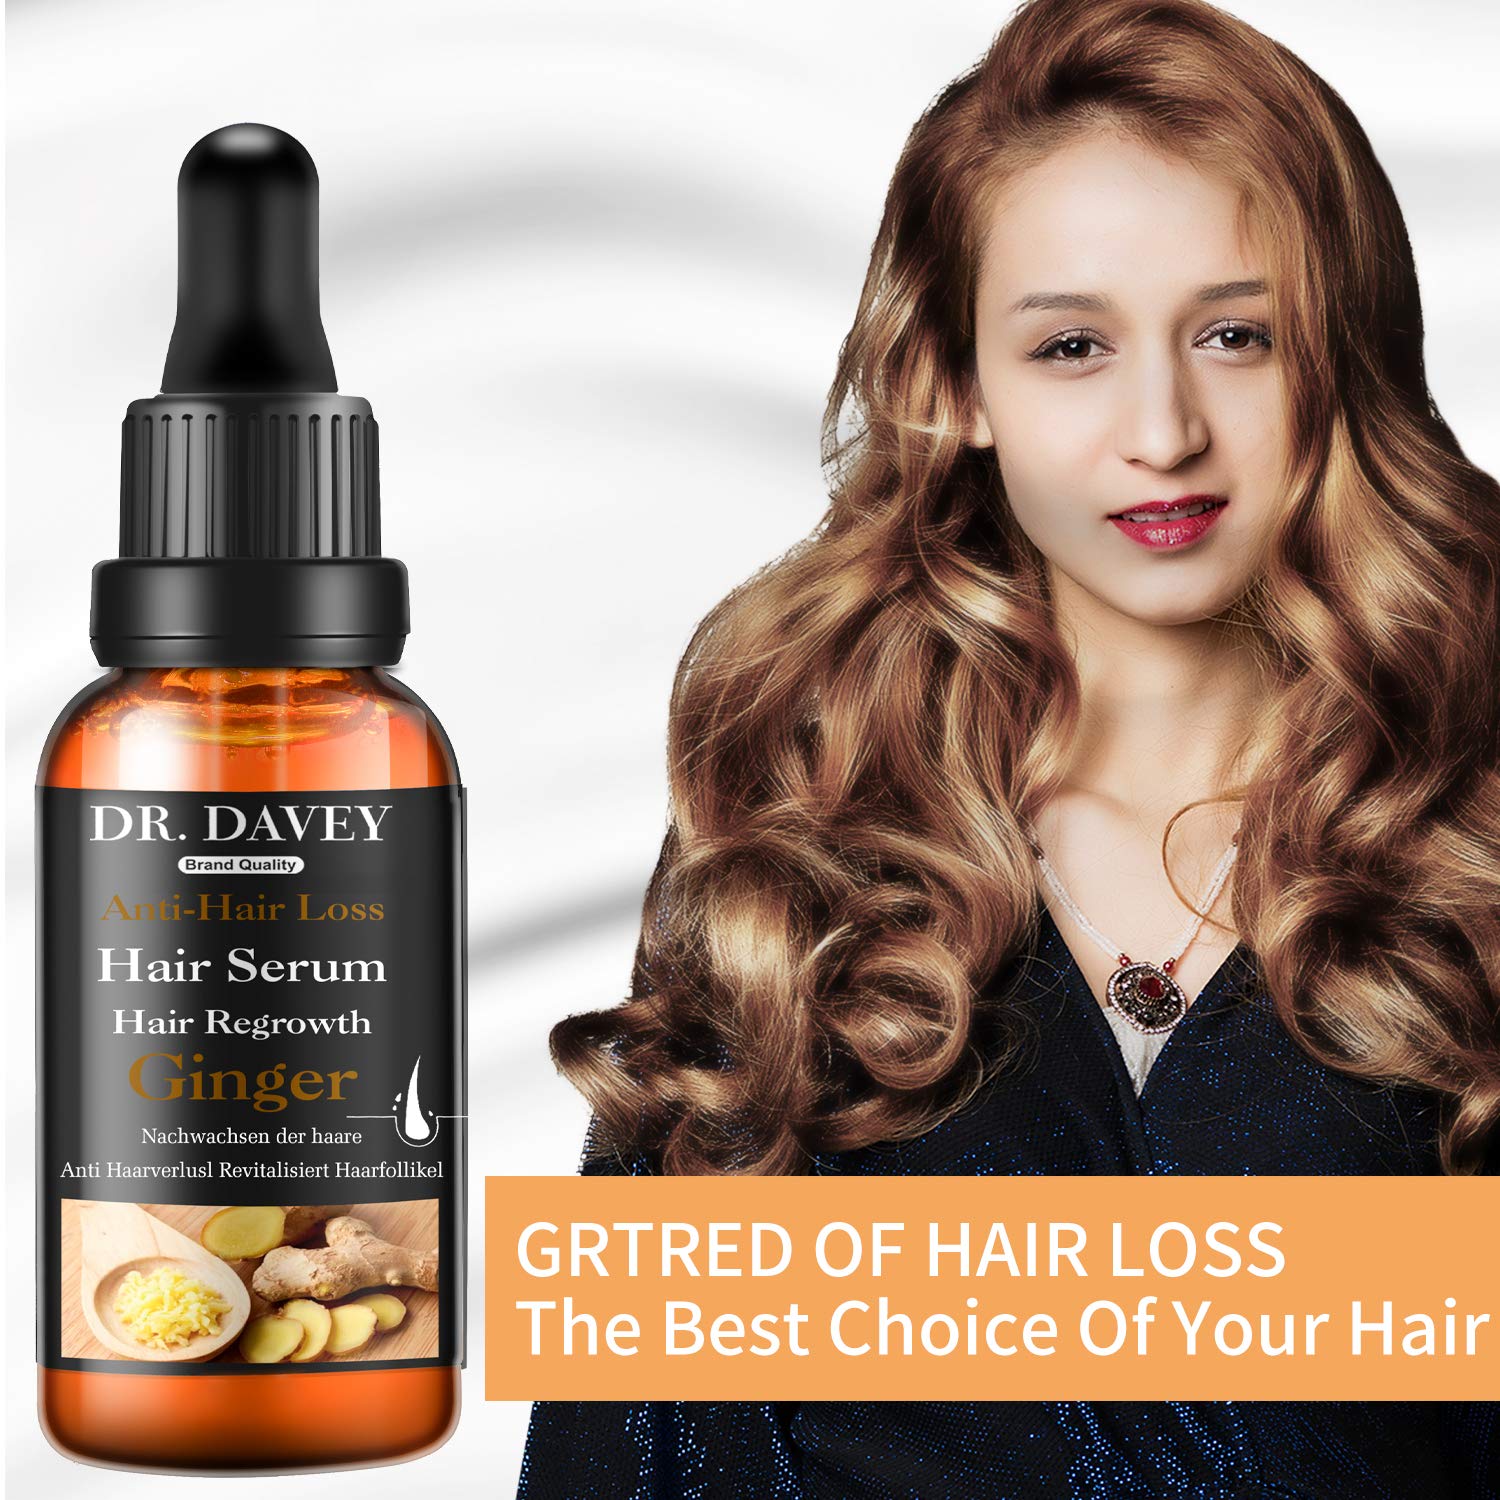 DR. DAVEY
Brand Quality
Anti-Hair Loss
Hair Serum
Hair Regrowth
Ginger
Nachwachsen der haare
Anti Haarverlusl Revitalisiert Haarfollikel
GRTRED OF HAIR LOSS
The Best Choice Of Your Hair